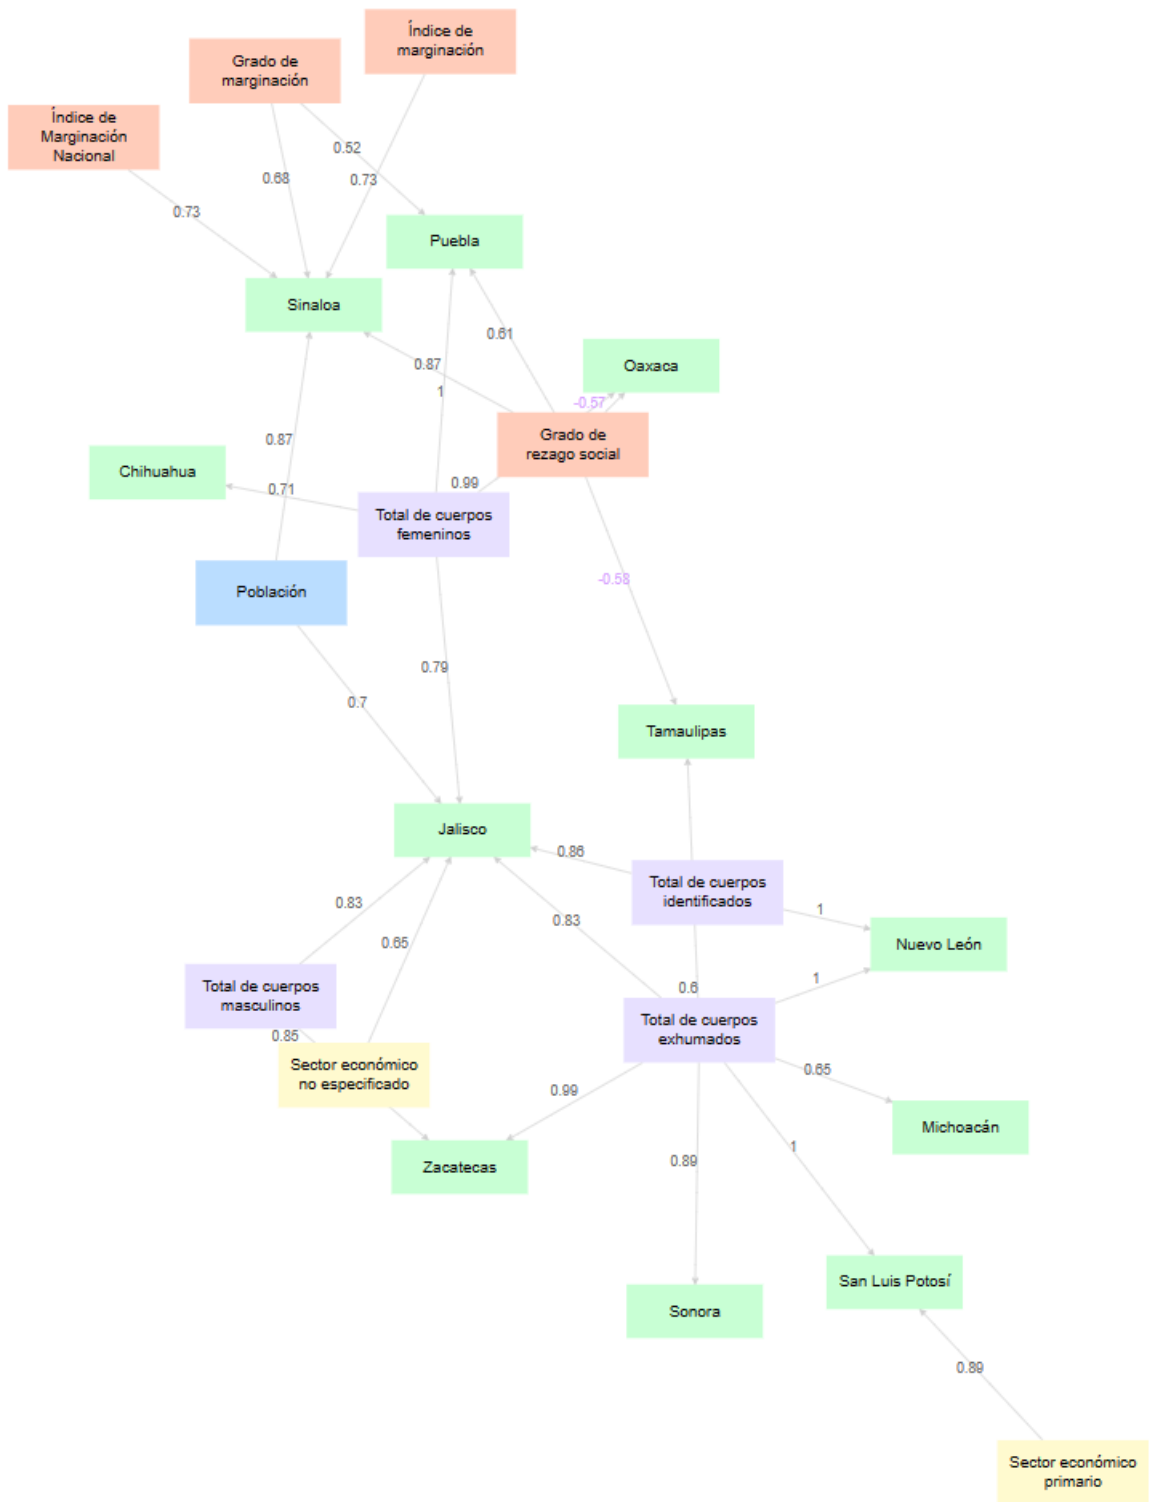 Índice de
marginación
Grado de
marginación
Índice de
Marginación
Nacional
0.52
0.68
0.73
0.73
Puebla
Sinaloa
0.61
0.87
Oaxaca
1
-0.57
Grado de
rezago social
0.87
Chihuahua
0.71
0.99
Total de cuerpos
femeninos
-0.58
Población
0.79
0.7
Tamaulipas
Jalisco
0.86
Total de cuerpos
identificados
0.83
1
0.83
0.65
Nuevo León
Total de cuerpos
masculinos
0.6
1
Total de cuerpos
exhumados
0.85
Sector económico
no especificado
0.65
0.99
Michoacán
1
0.89
Zacatecas
San Luis Potosí
Sonora
0.89
Sector económico
primario